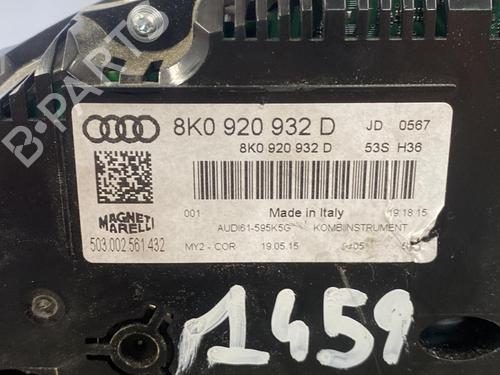 B-PARTS
8K0 920 932 D JD 0567
8K0 920 932 D 53S H36
MAGNETI
MARELLI
503.002.561.432
001 Made in Italy 19.18.15
AUDI61-595K5G KOMBIINSTRUMENT
MY2 - COR 19.05.15
1459